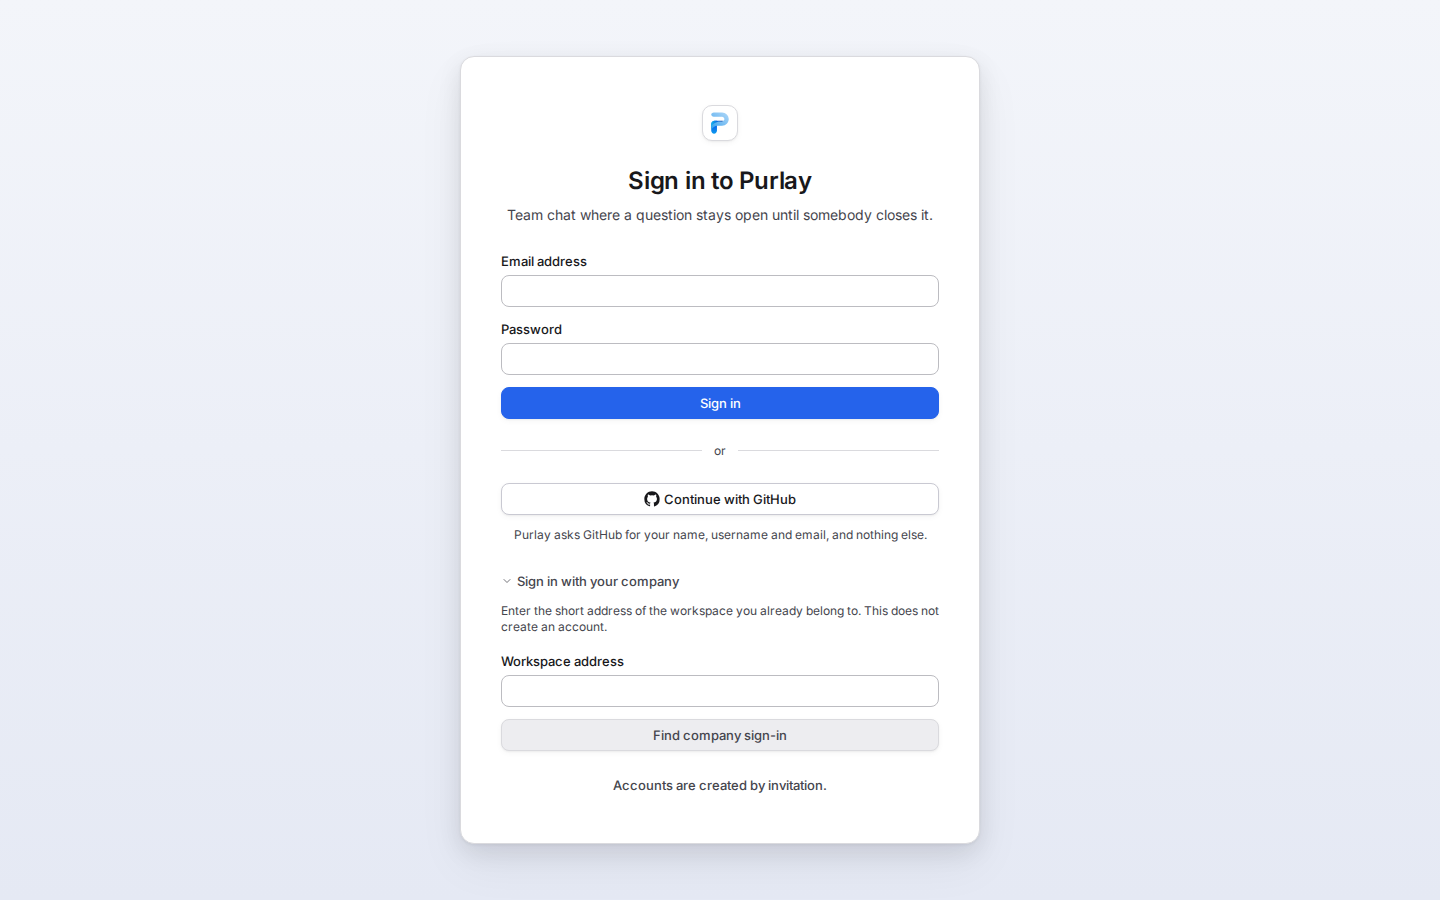 Sign in to Purlay
Team chat where a question stays open until somebody closes it.
Email address
Password
Sign in
or
Continue with GitHub
Purlay asks GitHub for your name, username and email, and nothing else.
Sign in with your company
Enter the short address of the workspace you already belong to. This does not
create an account.
Workspace address
Find company sign-in
Accounts are created by invitation.